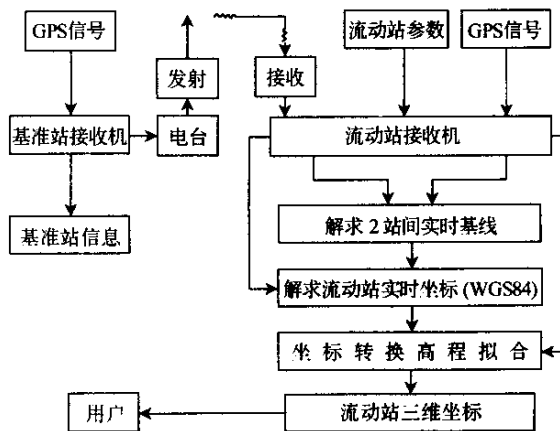 GPS信号
发射
接收
流动站参数
GPS信号
基准站接收机
电台
流动站接收机
基准站信息
解求2站间实时基线
解求流动站实时坐标(WGS84)
坐标转换高程拟合
用户
流动站三维坐标